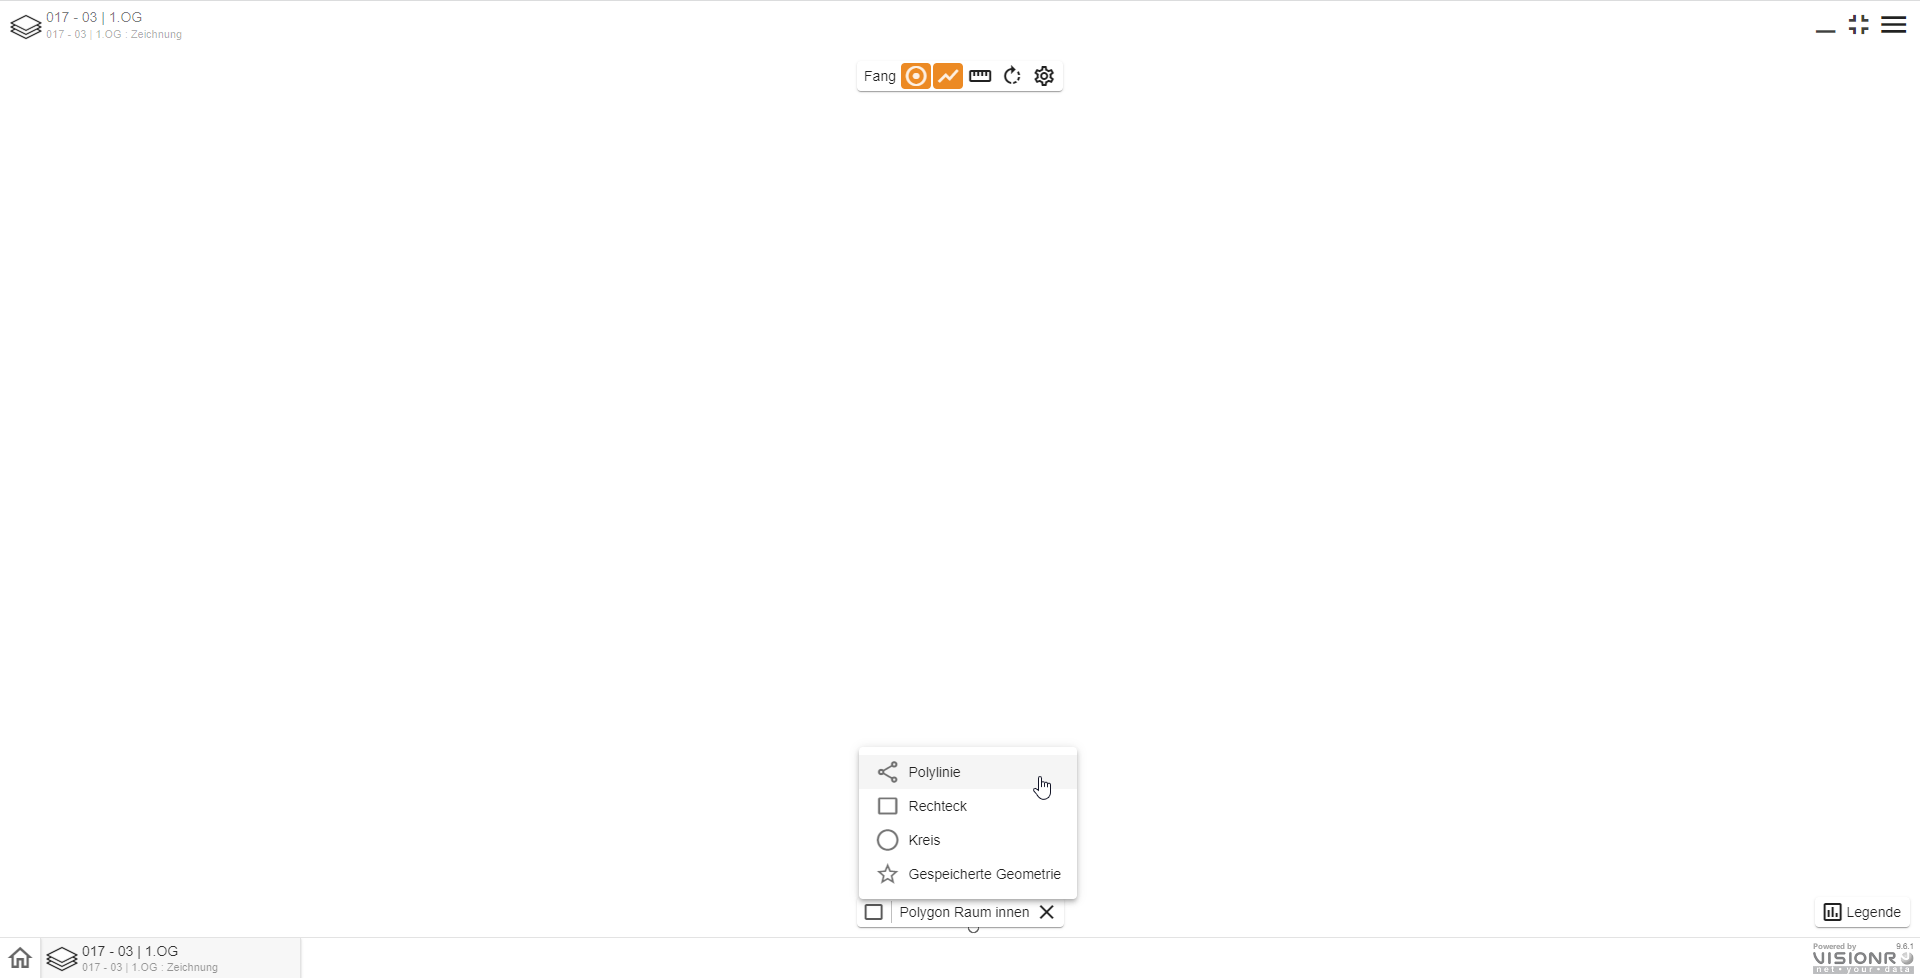 017 - 03 | 1.OG
017 - 03 | 1.OG : Zeichnung
Fang
Polylinie
Rechteck
Kreis
Gespeicherte Geometrie
Polygon Raum innen
Legende
017 - 03 | 1.OG
017 - 03 | 1.OG : Zeichnung
Powered by 9.6.1
VISIONR
net • your • data